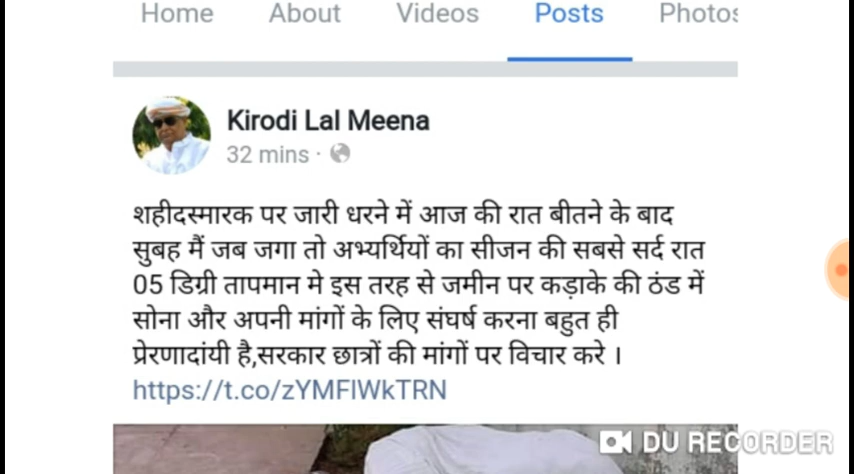 Home About Videos Posts Photos
Kirodi Lal Meena
32 mins ·
शहीदस्मारक पर जारी धरने में आज की रात बीतने के बाद
सुबह मैं जब जगा तो अभ्यर्थियों का सीजन की सबसे सर्द रात
05 डिग्री तापमान मे इस तरह से जमीन पर कड़ाके की ठंड में
सोना और अपनी मांगों के लिए संघर्ष करना बहुत ही
प्रेरणादांयी है,सरकार छात्रों की मांगों पर विचार करे ।
https://t.co/zYMFlWkTRN
DU RECORDER